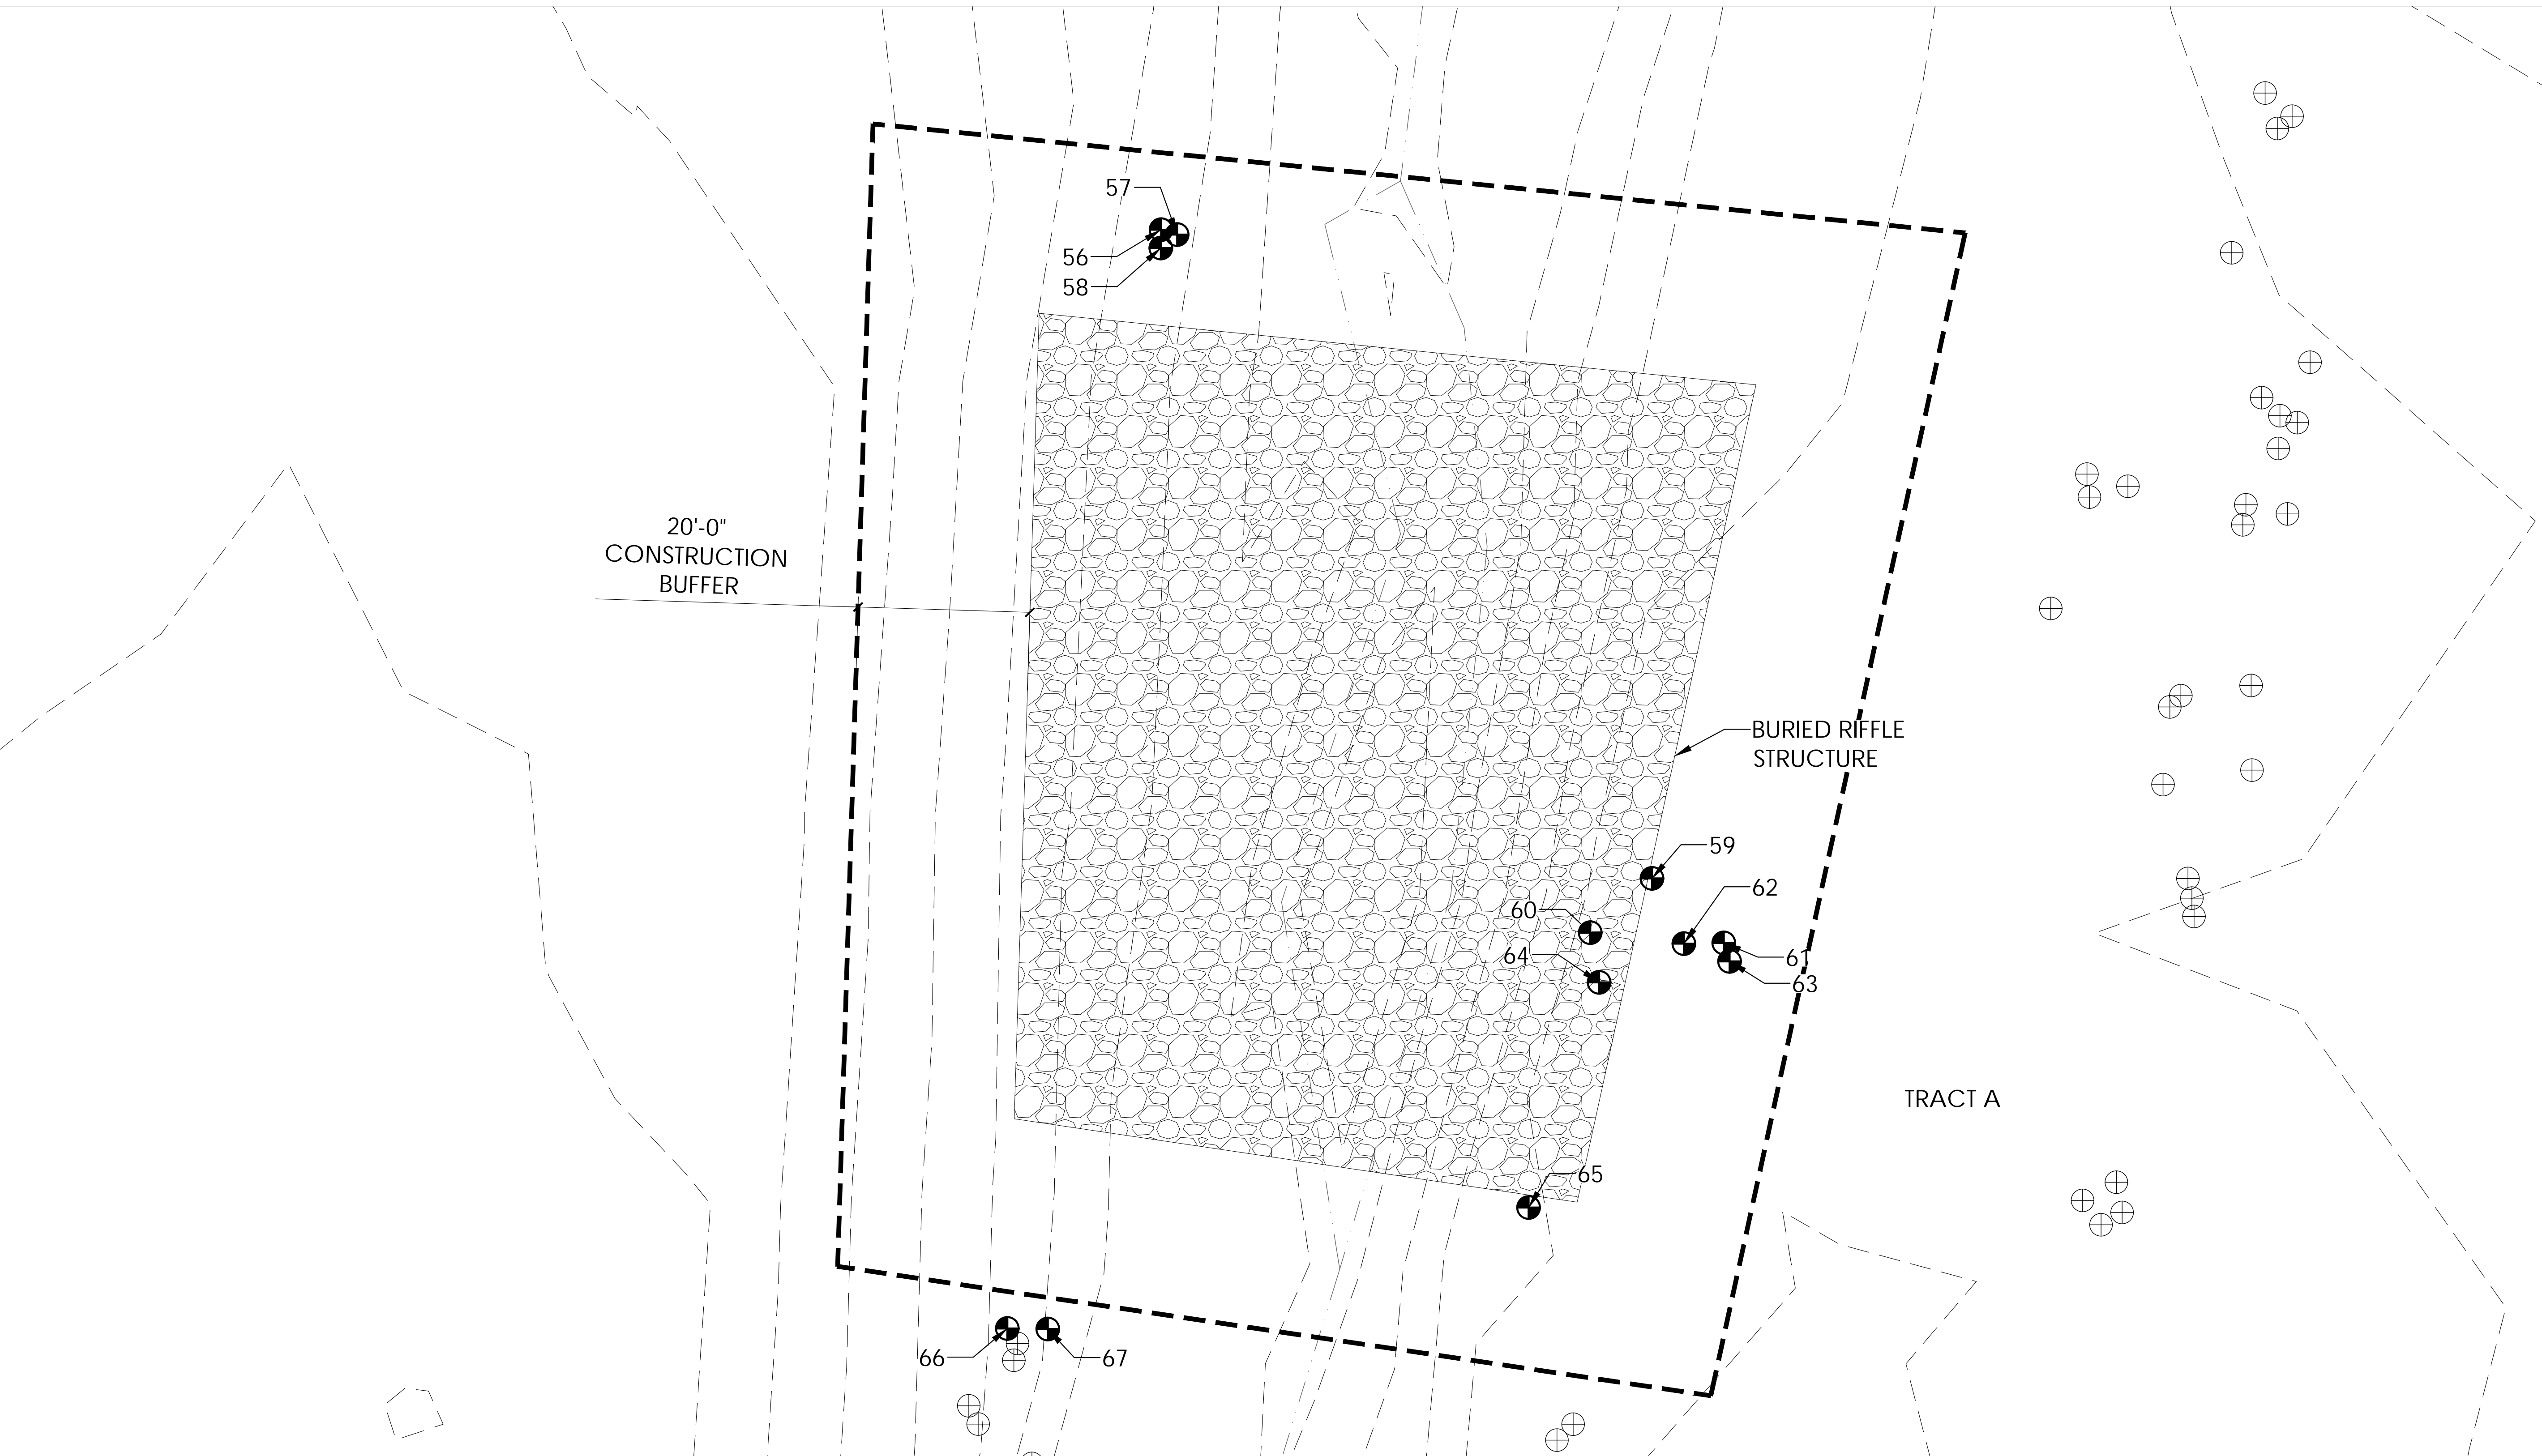 57
56
58
20'-0"
CONSTRUCTION
BUFFER
BURIED RIFFLE
STRUCTURE
59
62
60
64
61
63
TRACT A
65
66
67